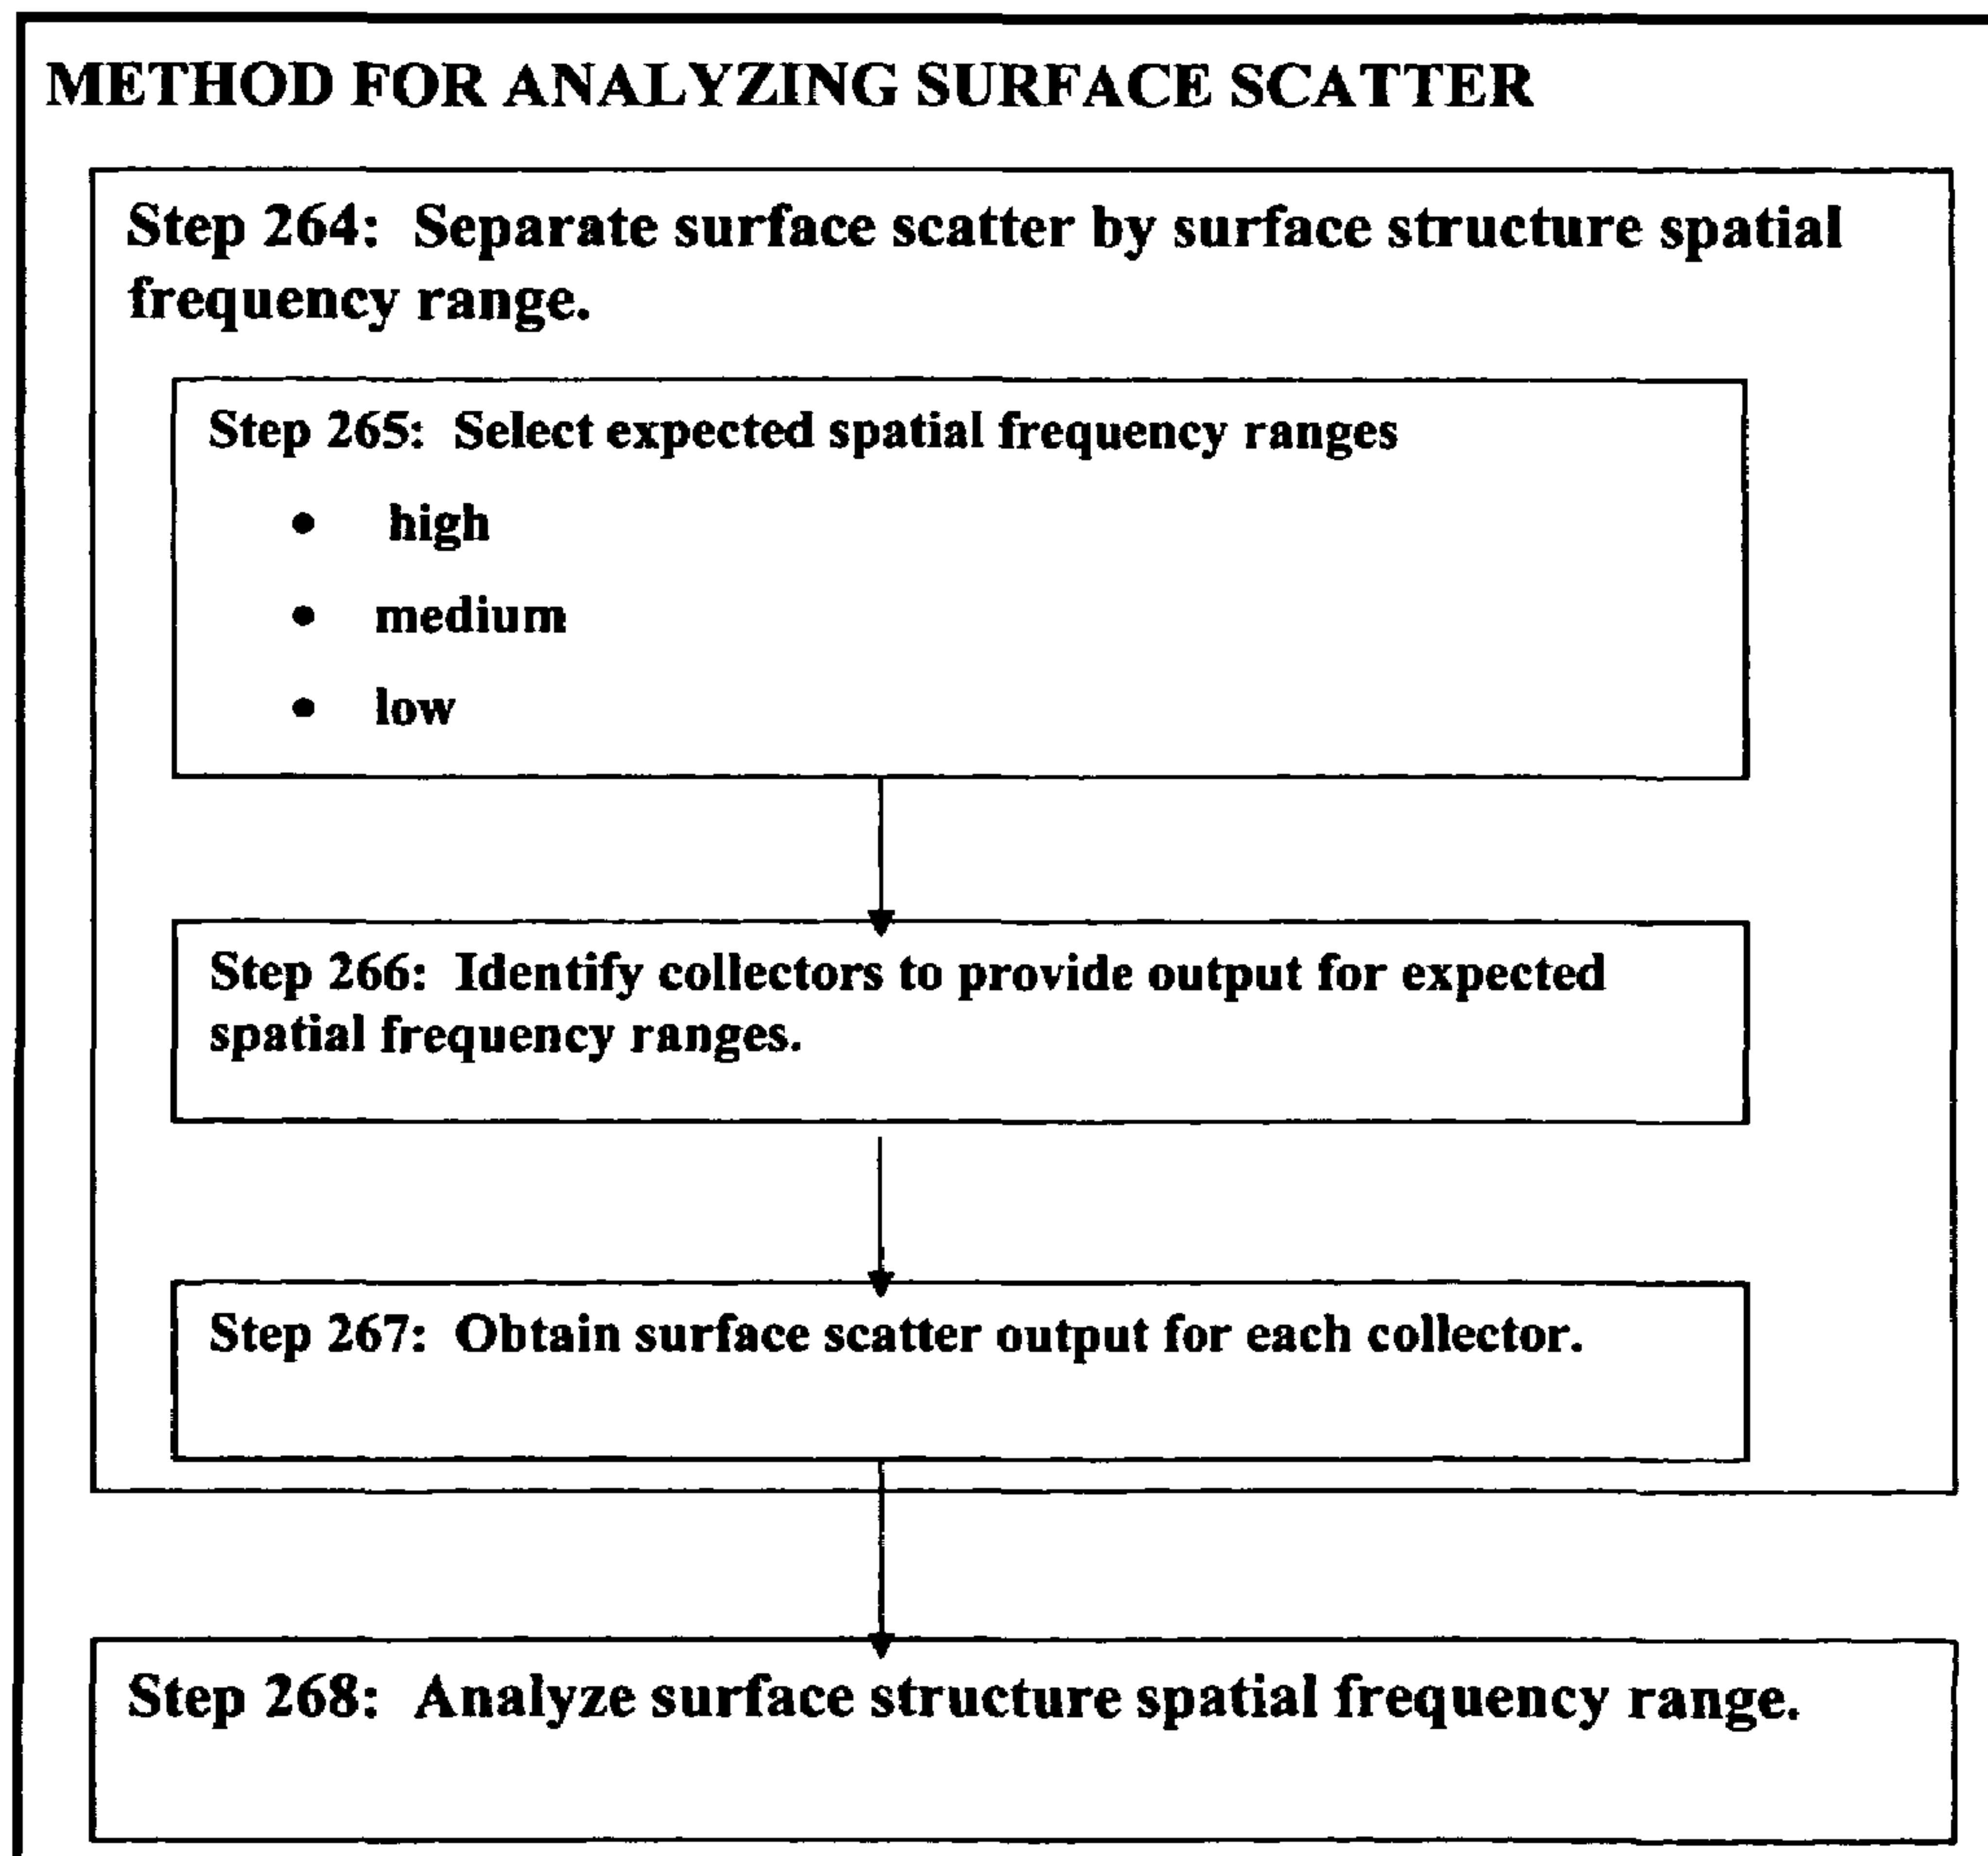 METHOD FOR ANALYZING SURFACE SCATTER
Step 264: Separate surface scatter by surface structure spatial
frequency range.
Step 265: Select expected spatial frequency ranges
• high
• medium
• low
Step 266: Identify collectors to provide output for expected
spatial frequency ranges.
Step 267: Obtain surface scatter output for each collector.
Step 268: Analyze surface structure spatial frequency range.